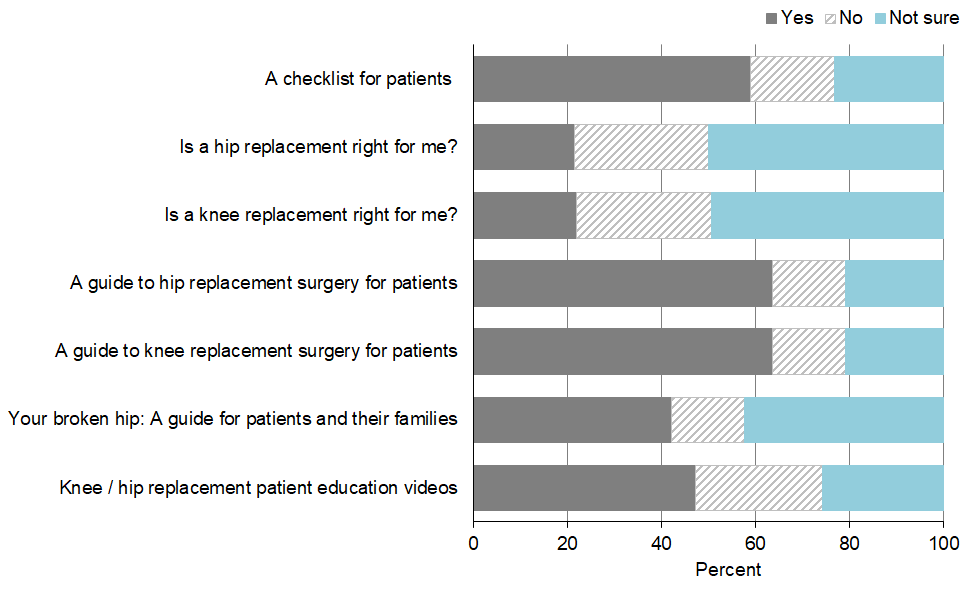 Yes No Not sure
A checklist for patients
Is a hip replacement right for me?
Is a knee replacement right for me?
A guide to hip replacement surgery for patients
A guide to knee replacement surgery for patients
Your broken hip: A guide for patients and their families
Knee / hip replacement patient education videos
0 20 40 60 80 100
Percent